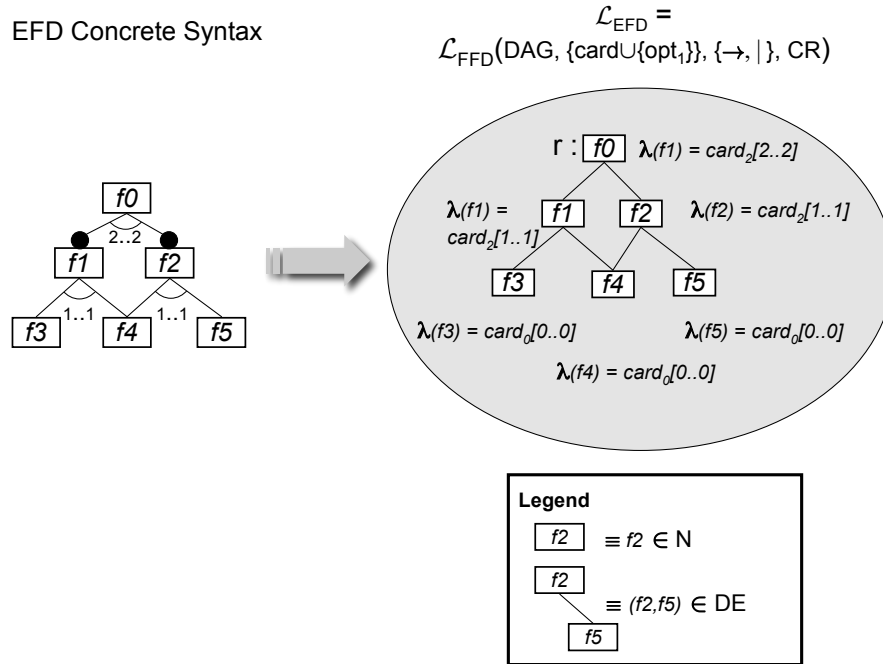 EFD Concrete Syntax
ℒEFD =
ℒFFD(DAG, {card∪{opt₁}}, {→, | }, CR)
f0
2..2
f1
f2
1..1
1..1
f3
f4
f5
r : f0 λ(f1) = card₂[2..2]
λ(f1) =
card₂[1..1]
f1
f2
λ(f2) = card₂[1..1]
f3
f4
f5
λ(f3) = card₀[0..0]
λ(f5) = card₀[0..0]
λ(f4) = card₀[0..0]
Legend
f2 ≡ f2 ∈ N
f2
≡ (f2,f5) ∈ DE
f5